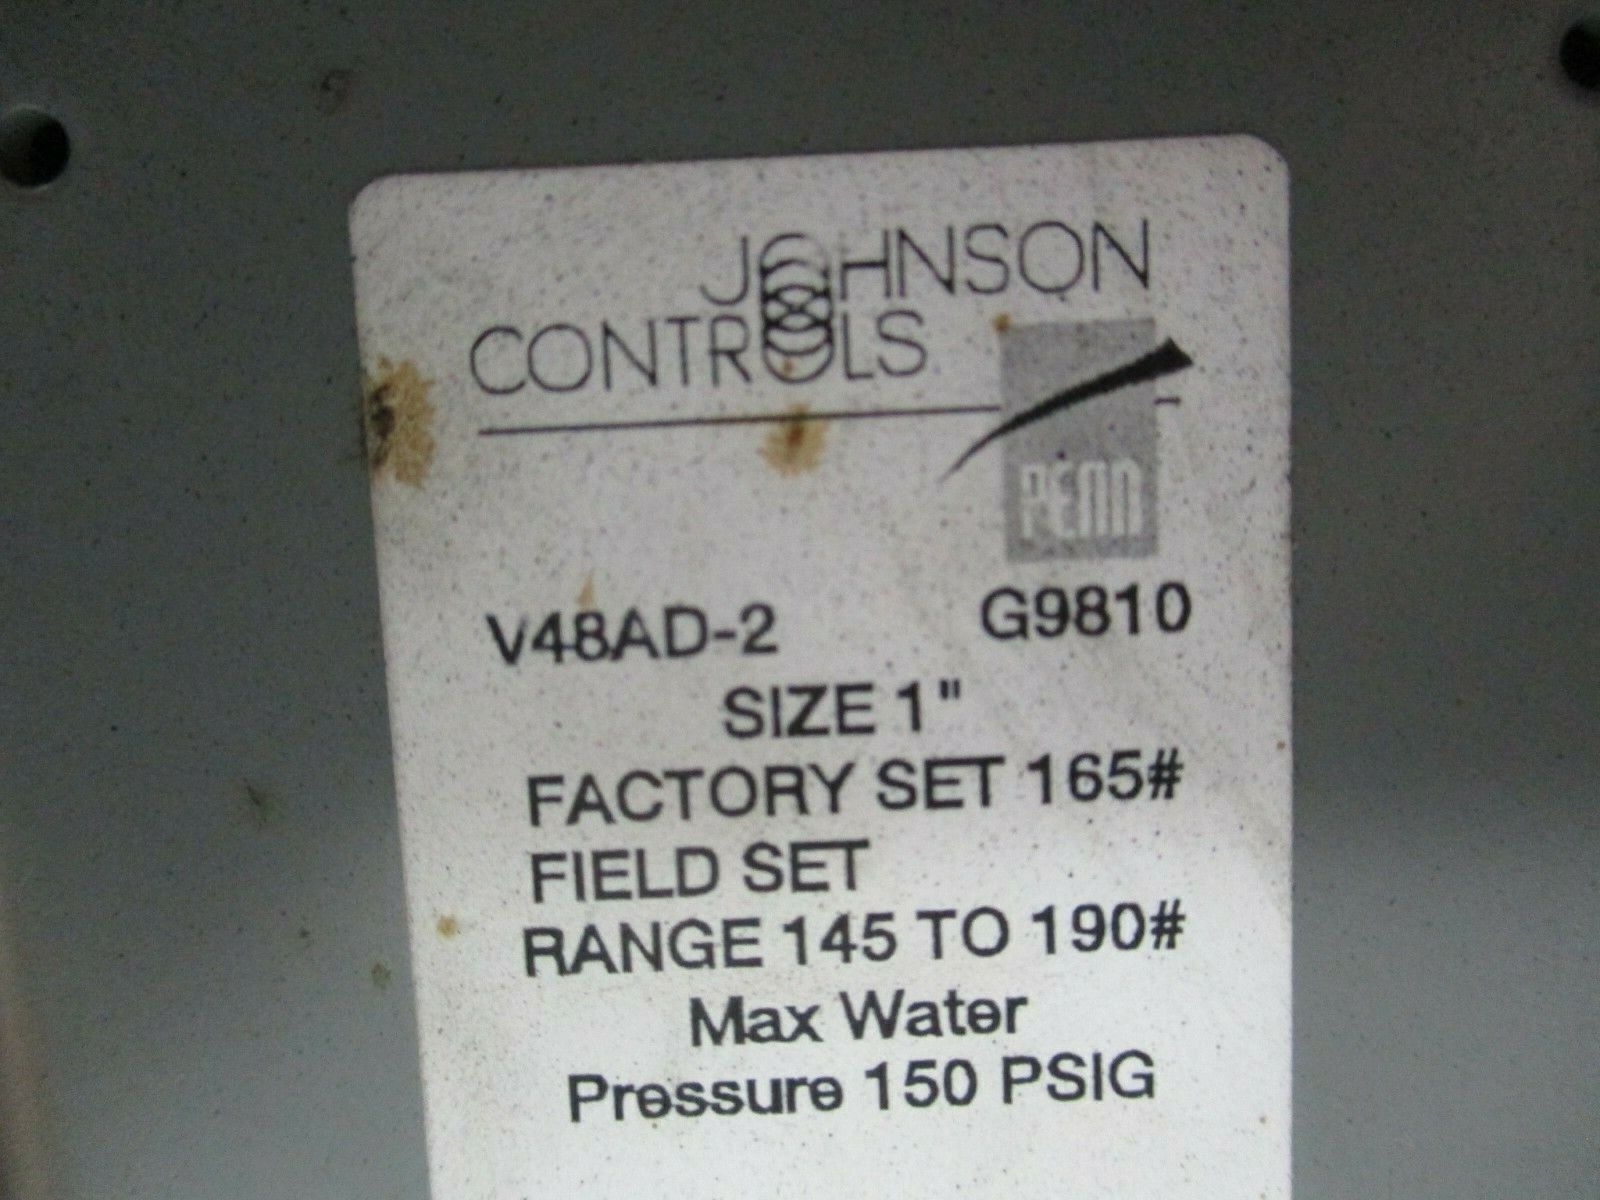 JOHNSON
CONTROLS
PENN
V48AD-2 G9810
SIZE 1"
FACTORY SET 165#
FIELD SET
RANGE 145 TO 190#
Max Water
Pressure 150 PSIG